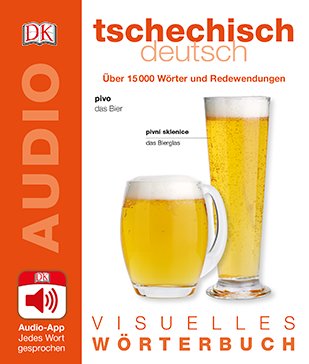 DK
tschechisch
deutsch
Über 15 000 Wörter und Redewendungen
pivo
das Bier
pivní sklenice
das Bierglas
AUDIO
DK
Audio-App
Jedes Wort
gesprochen
VISUELLES
WÖRTERBUCH